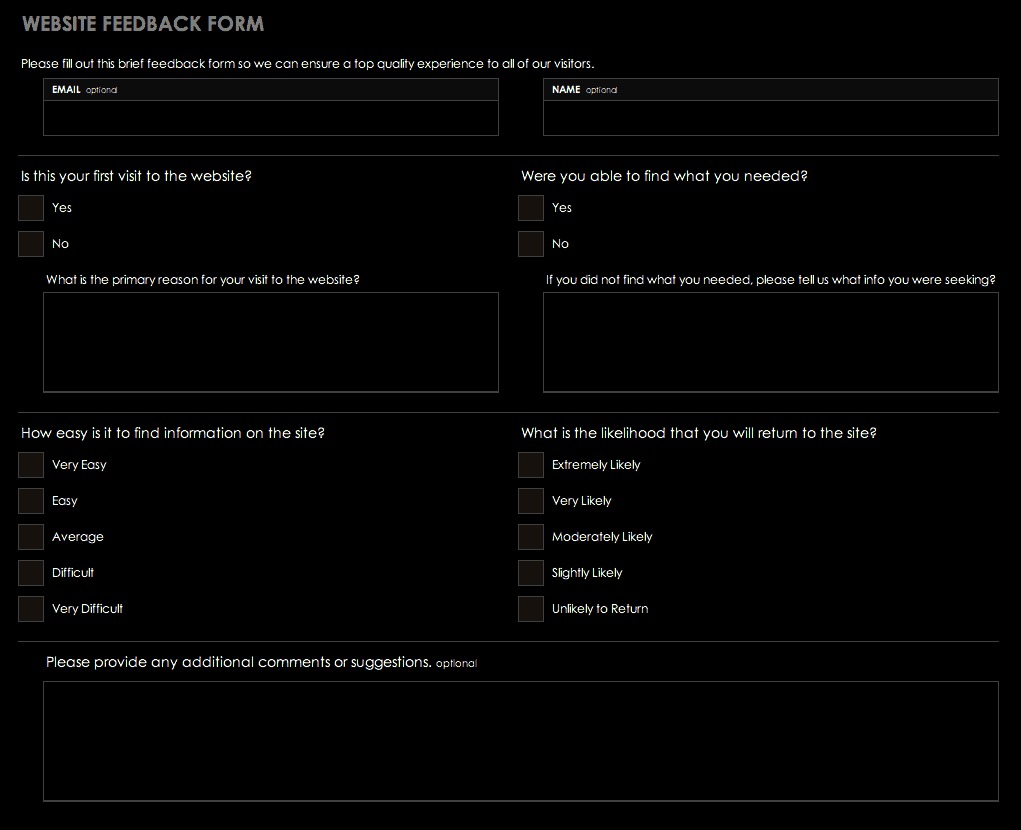 WEBSITE FEEDBACK FORM
Please fill out this brief feedback form so we can ensure a top quality experience to all of our visitors.
EMAIL optional
NAME optional
Is this your first visit to the website?
Yes
No
What is the primary reason for your visit to the website?
Were you able to find what you needed?
Yes
No
If you did not find what you needed, please tell us what info you were seeking?
How easy is it to find information on the site?
Very Easy
Easy
Average
Difficult
Very Difficult
What is the likelihood that you will return to the site?
Extremely Likely
Very Likely
Moderately Likely
Slightly Likely
Unlikely to Return
Please provide any additional comments or suggestions. optional